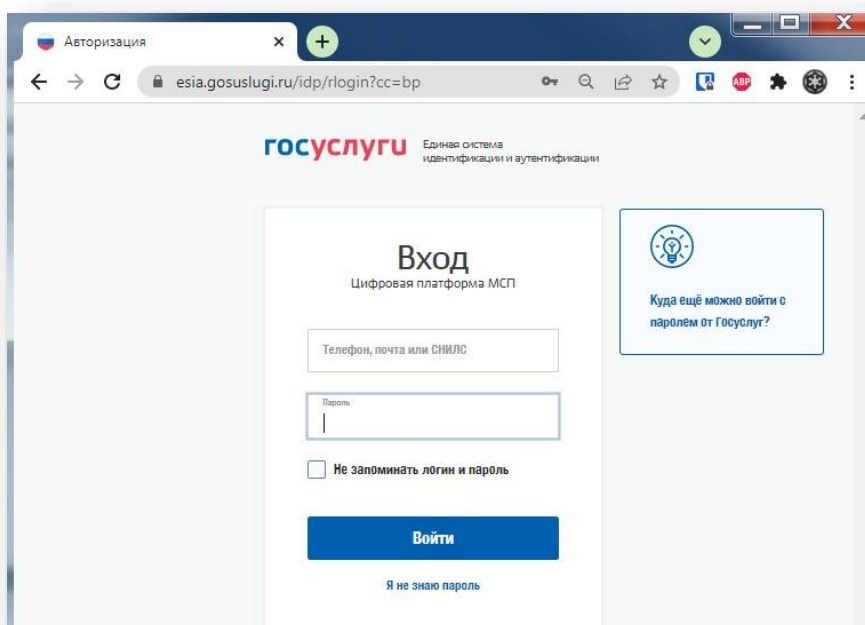 Авторизация
esia.gosuslugi.ru/idp/rlogin?cc=bp
ABP
госуслуги
Единая система
идентификации и аутентификации
Вход
Цифровая платформа МСП
Телефон, почта или СНИЛС
Пароль
Не запоминать логин и пароль
Войти
Я не знаю пароль
Куда ещё можно войти с
паролем от Госуслуг?